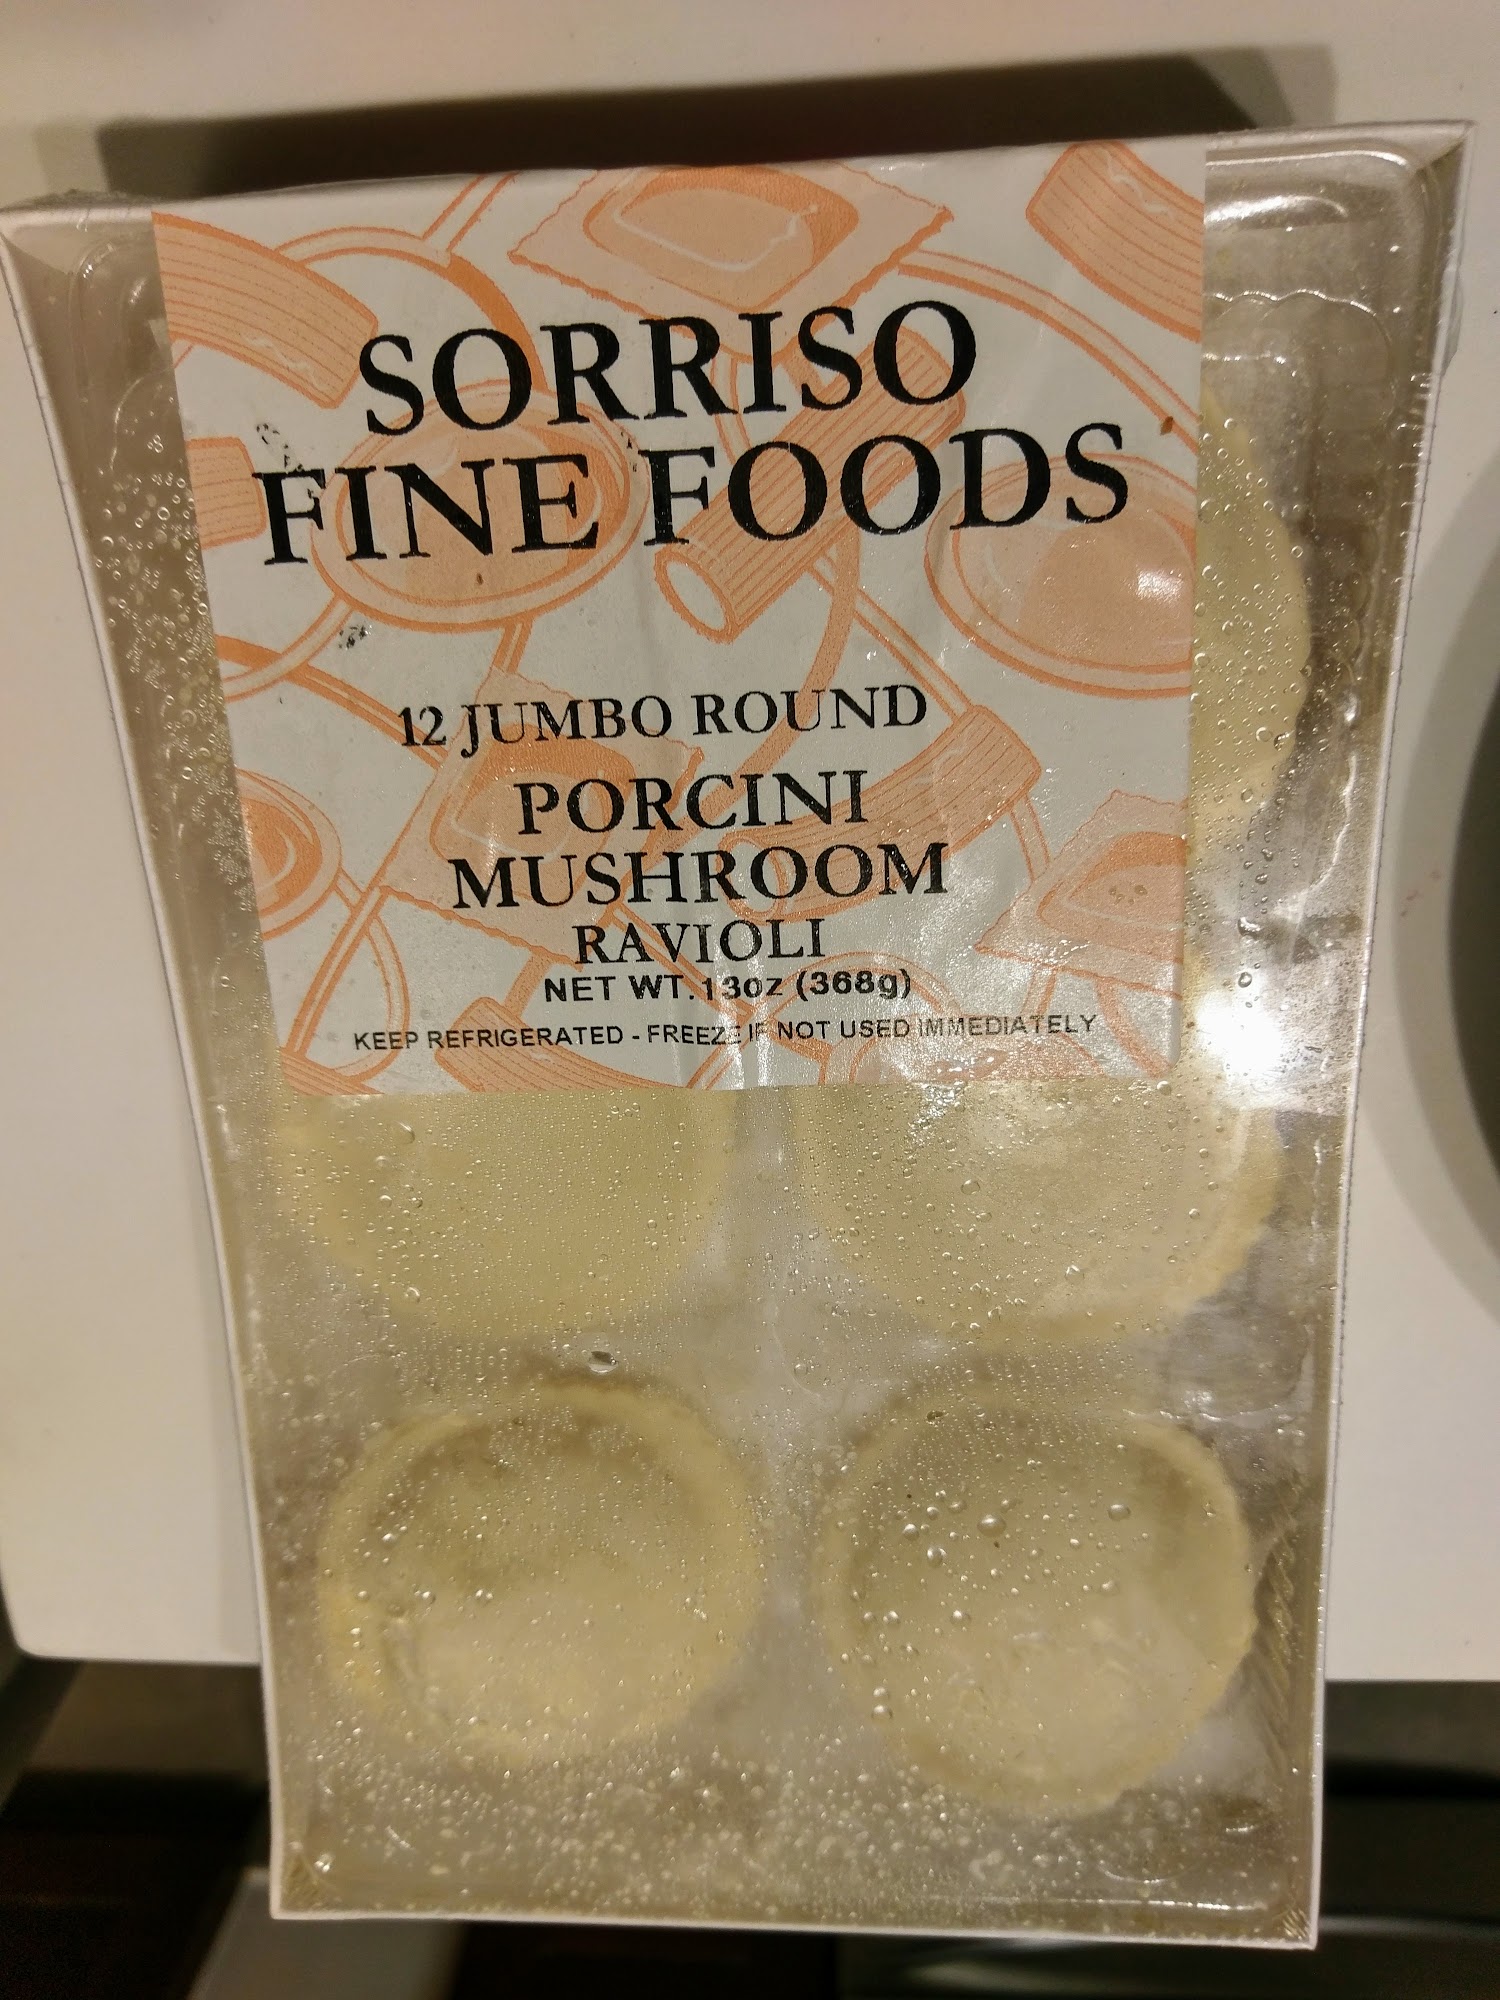 SORRISO
FINE FOODS
12 JUMBO ROUND
PORCINI
MUSHROOM
RAVIOLI
NET WT. 13oz (368g)
KEEP REFRIGERATED - FREEZE IF NOT USED IMMEDIATELY